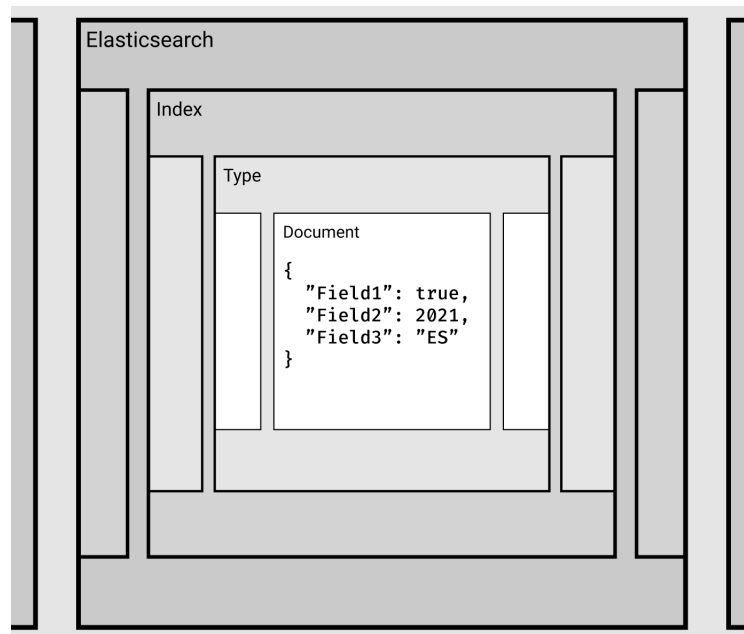 Elasticsearch
Index
Type
Document
{
"Field1": true,
"Field2": 2021,
"Field3": "ES"
}